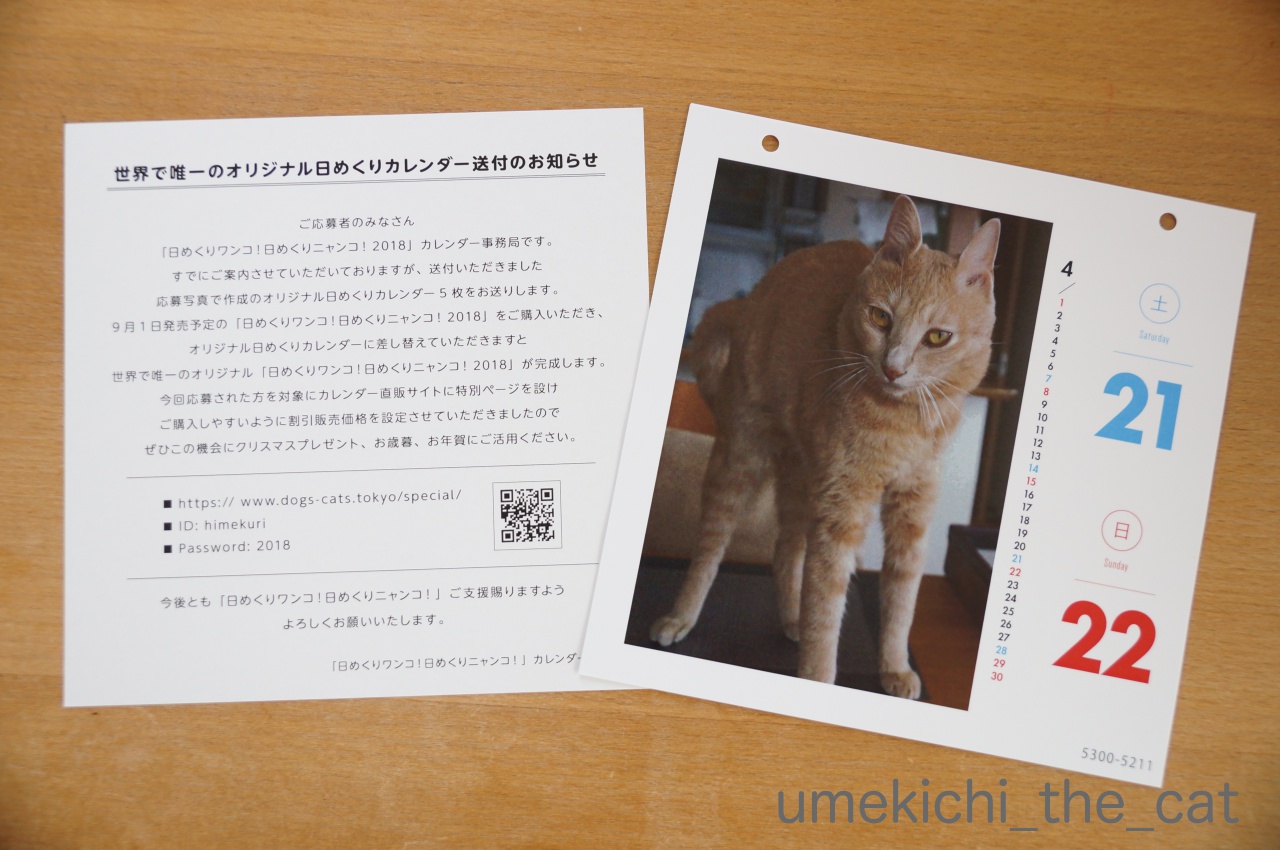 世界で唯一のオリジナル日めくりカレンダー送付のお知らせ
ご応募者のみなさん
「日めくりワンコ！日めくりニャンコ！2018」カレンダー事務局です。
すでにご案内させていただいておりますが、送付いただきました
応募写真で作成のオリジナル日めくりカレンダー5枚をお送りします。
9月1日発売予定の「日めくりワンコ！日めくりニャンコ！2018」をご購入いただき、
オリジナル日めくりカレンダーに差し替えていただきますと
世界で唯一のオリジナル「日めくりワンコ！日めくりニャンコ！2018」が完成します。
今回応募された方を対象にカレンダー直販サイトに特別ページを設け
ご購入しやすいように割引販売価格を設定させていただきましたので
ぜひこの機会にクリスマスプレゼント、お歳暮、お年賀にご活用ください。
■ https:// www.dogs-cats.tokyo/special/
■ ID: himekuri
■ Password: 2018
今後とも「日めくりワンコ！日めくりニャンコ！」ご支援賜りますよう
よろしくお願いいたします。
「日めくりワンコ！日めくりニャンコ！」カレンダー
4
1
2
3
4
5
6
7
8
9
10
11
12
13
14
15
16
17
18
19
20
21
22
23
24
25
26
27
28
29
30
土
Saturday
21
日
Sunday
22
5300-5211
umekichi_the_cat